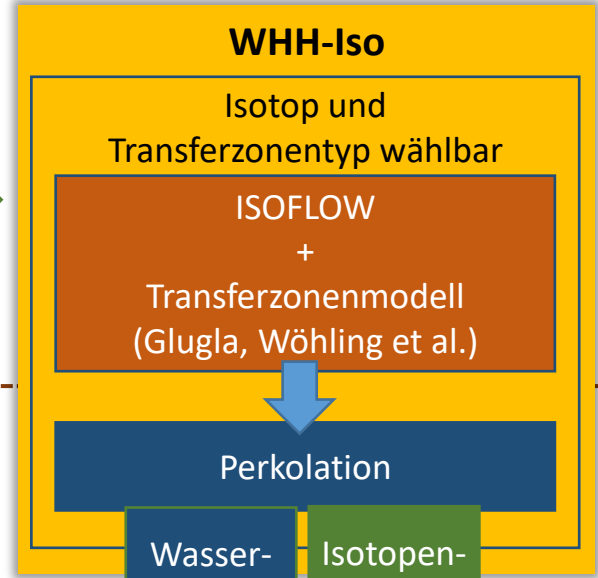 WHH-Iso
Isotop und
Transferzonentyp wählbar
ISOFLOW
+
Transferzonenmodell
(Glugla, Wöhling et al.)
Perkolation
Wasser-
Isotopen-